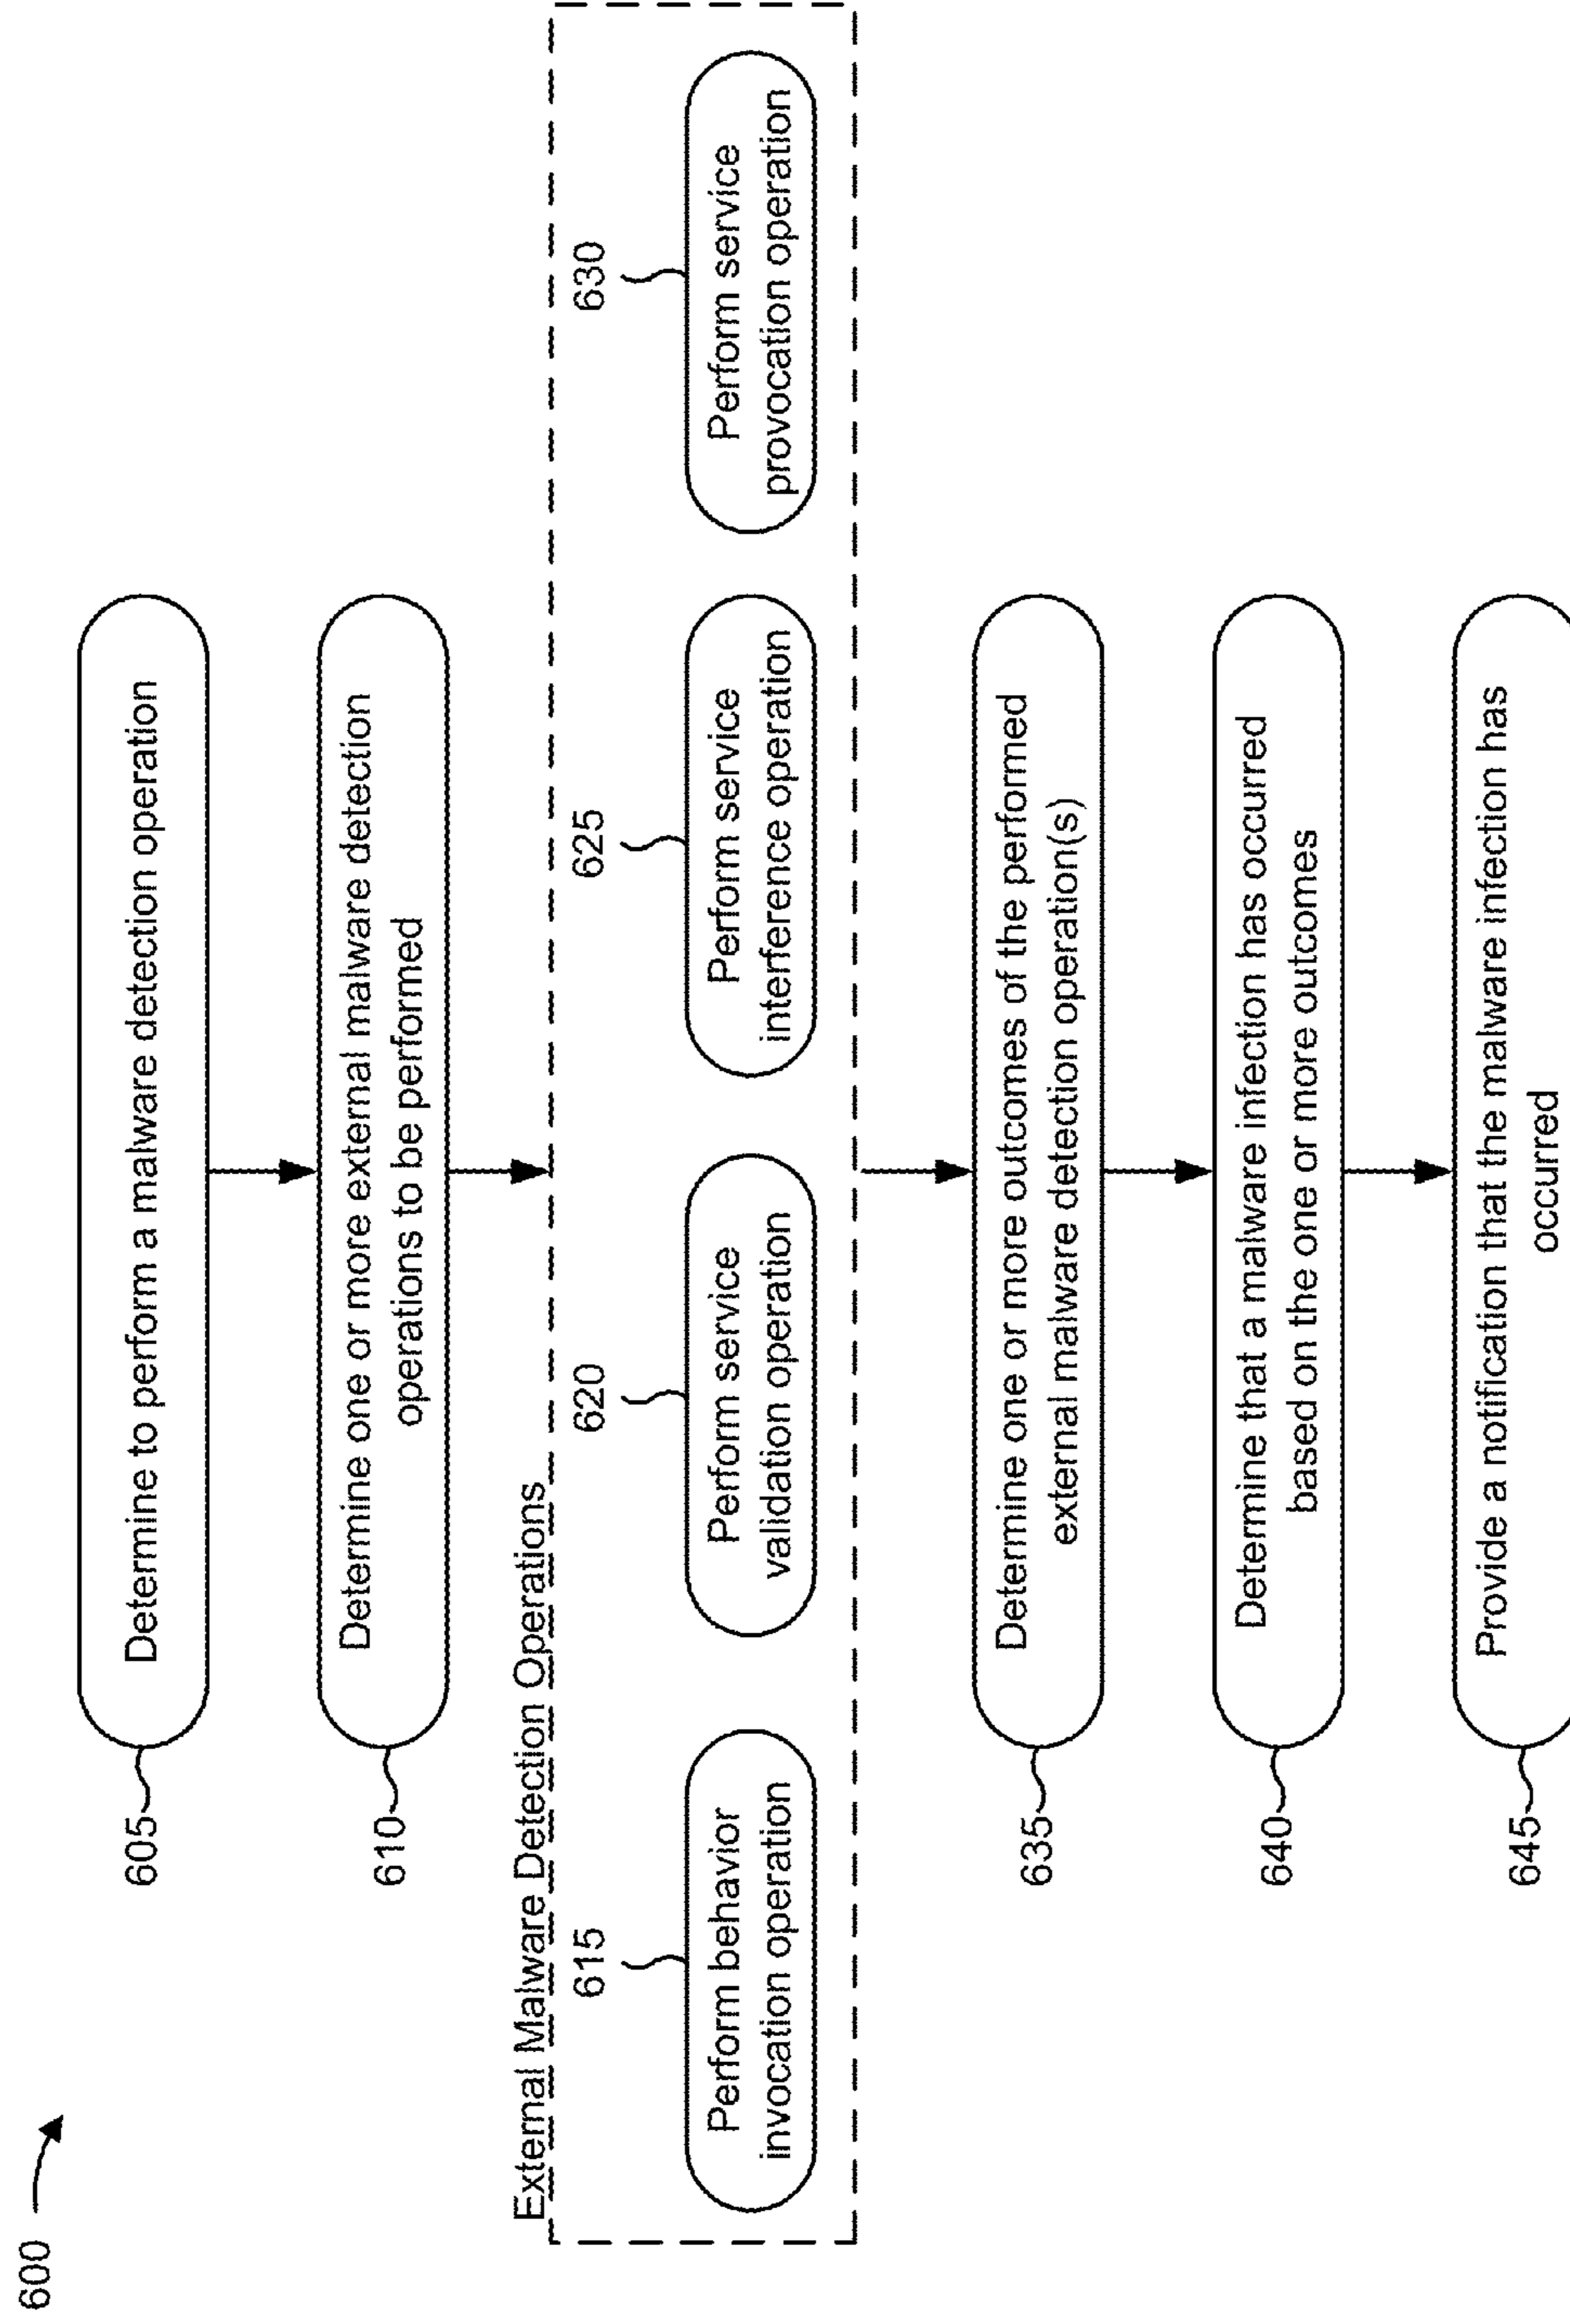 600
605
Determine to perform a malware detection operation
610
Determine one or more external malware detection
operations to be performed
External Malware Detection Operations
615
Perform behavior
invocation operation
620
Perform service
validation operation
625
Perform service
interference operation
630
Perform service
provocation operation
635
Determine one or more outcomes of the performed
external malware detection operation(s)
640
Determine that a malware infection has occurred
based on the one or more outcomes
645
Provide a notification that the malware infection has
occurred